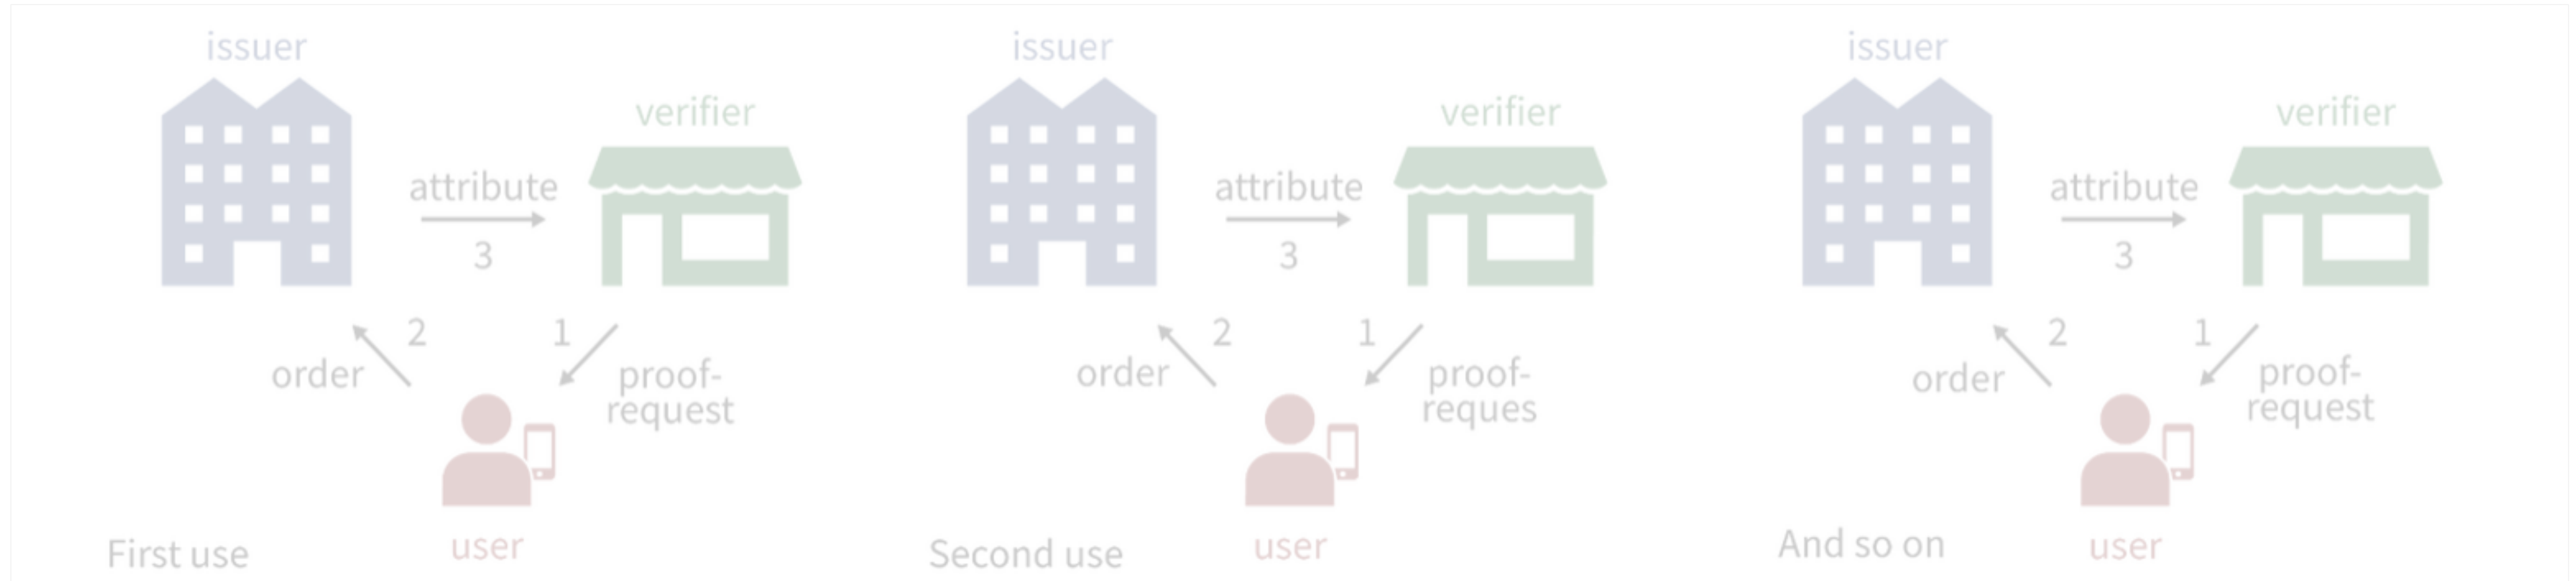 issuer
verifier
attribute
3
2
1
order
proof-
request
user
First use
issuer
verifier
attribute
3
2
1
order
proof-
reques
user
Second use
issuer
verifier
attribute
3
2
1
order
proof-
request
user
And so on